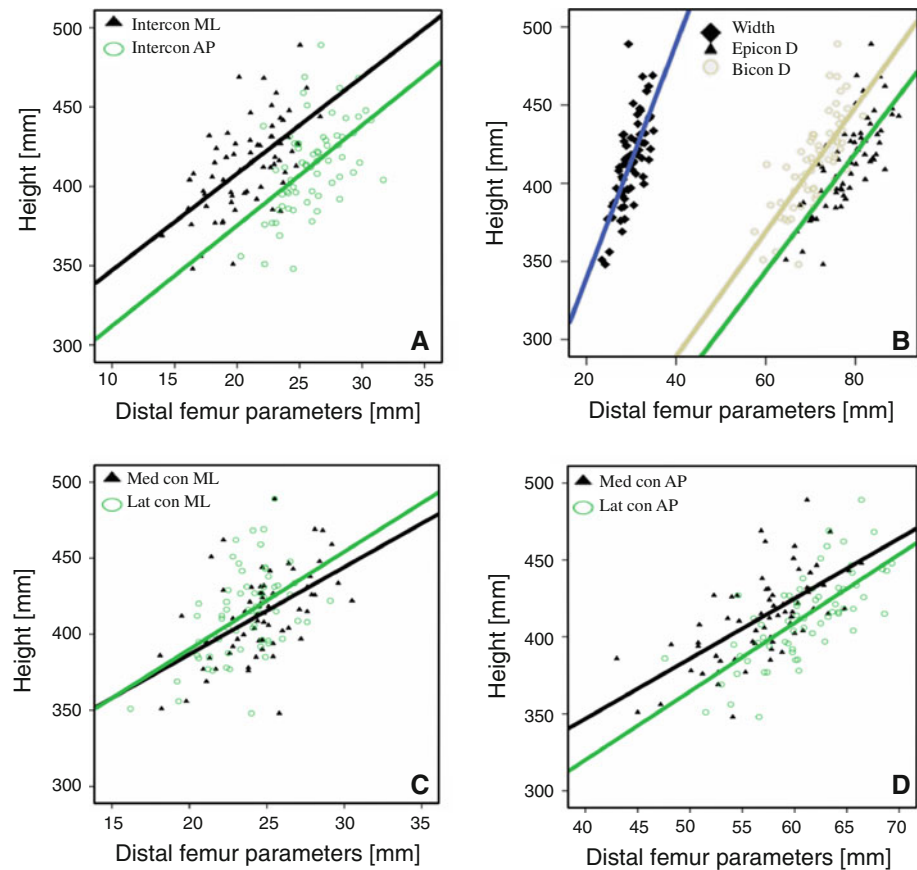 Intercon ML
Intercon AP
500
450
400
350
300
Height [mm]
10 15 20 25 30 35
Distal femur parameters [mm]
A
Width
Epicon D
Bicon D
500
450
400
350
300
Height [mm]
20 40 60 80
Distal femur parameters [mm]
B
Med con ML
Lat con ML
500
450
400
350
300
Height [mm]
15 20 25 30 35
Distal femur parameters [mm]
C
Med con AP
Lat con AP
500
450
400
350
300
Height [mm]
40 45 50 55 60 65 70
Distal femur parameters [mm]
D